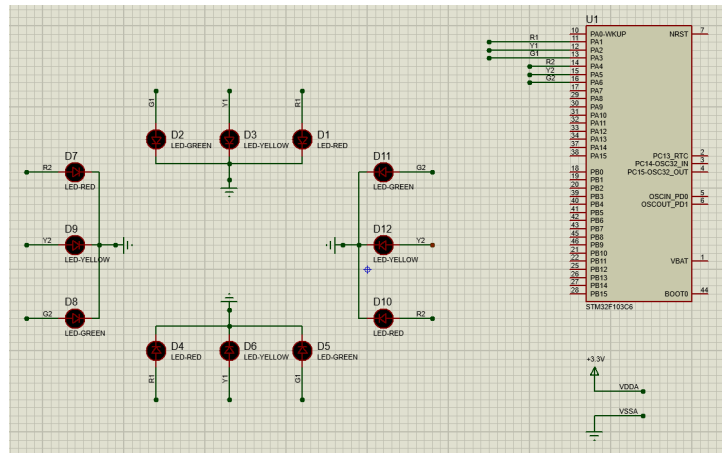 U1
10 PA0-WKUP NRST 7
R1 11 PA1
Y1 12 PA2
G1 13 PA3
R2 14 PA4
Y2 15 PA5
G2 16 PA6
17 PA7
29 PA8
30 PA9
31 PA10
32 PA11
33 PA12
34 PA13
37 PA14
38 PA15
PC13_RTC 2
PC14-OSC32_IN 3
18 PB0 PC15-OSC32_OUT 4
19 PB1
20 PB2
39 PB3 OSCIN_PD0 5
40 PB4 OSCOUT_PD1 6
41 PB5
42 PB6
43 PB7
45 PB8
46 PB9
21 PB10
22 PB11 VBAT 1
25 PB12
26 PB13
27 PB14
28 PB15 BOOT0 44
STM32F103C6
G1 Y1 R1
D2 D3 D1
LED-GREEN LED-YELLOW LED-RED
D7 D11
R2 G2
LED-RED LED-GREEN
D9 D12
Y2 Y2
LED-YELLOW LED-YELLOW
D8 D10
G2 R2
LED-GREEN LED-RED
D4 D6 D5
LED-RED LED-YELLOW LED-GREEN
R1 Y1 G1
+3.3V
VDDA
VSSA